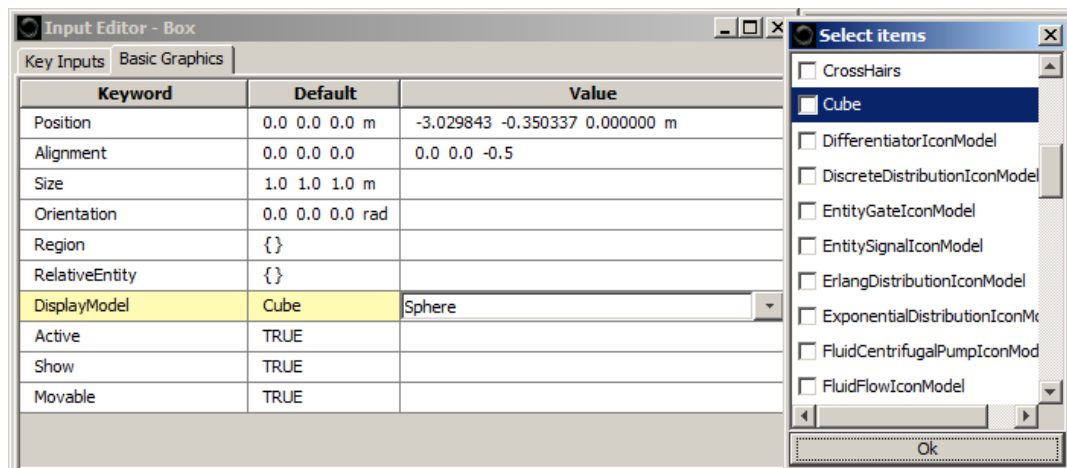 Input Editor - Box
Key Inputs Basic Graphics
Keyword Default Value
Position 0.0 0.0 0.0 m -3.029843 -0.350337 0.000000 m
Alignment 0.0 0.0 0.0 0.0 0.0 -0.5
Size 1.0 1.0 1.0 m
Orientation 0.0 0.0 0.0 rad
Region {}
RelativeEntity {}
DisplayModel Cube Sphere
Active TRUE
Show TRUE
Movable TRUE
Select items
CrossHairs
Cube
DifferentiatorIconModel
DiscreteDistributionIconModel
EntityGateIconModel
EntitySignalIconModel
ErlangDistributionIconModel
ExponentialDistributionIconMo
FluidCentrifugalPumpIconMod
FluidFlowIconModel
Ok